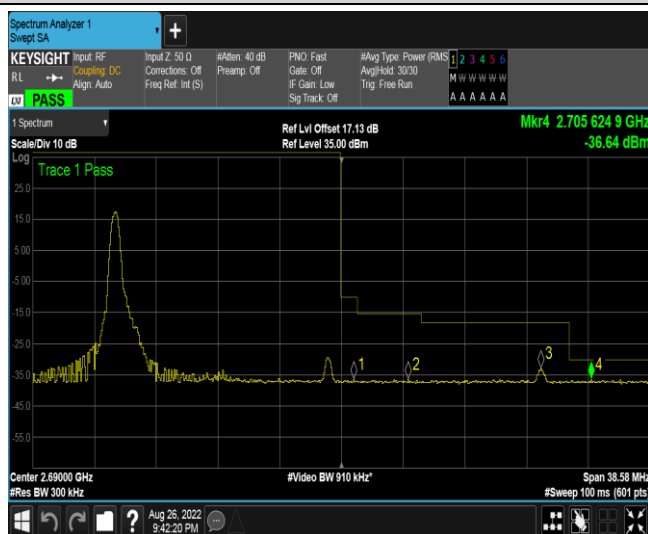 Spectrum Analyzer 1
Swept SA
+
KEYSIGHT
RL
LXI PASS
Input: RF
Coupling: DC
Align: Auto
Input Z: 50 Ω
Corrections: Off
Freq Ref: Int (S)
#Atten: 40 dB
Preamp: Off
PNO: Fast
Gate: Off
IF Gain: Low
Sig Track: Off
#Avg Type: Power (RMS
Avg|Hold: 30/30
Trig: Free Run
1 2 3 4 5 6
M W W W W W
A A A A A A
1 Spectrum
Scale/Div 10 dB
Ref Lvl Offset 17.13 dB
Ref Level 35.00 dBm
Mkr4 2.705 624 9 GHz
-36.64 dBm
Log
Trace 1 Pass
25.0
15.0
5.00
-5.00
-15.0
-25.0
-35.0
-45.0
-55.0
1
2
3
4
Center 2.69000 GHz
#Res BW 300 kHz
#Video BW 910 kHz*
Span 38.58 MHz
#Sweep 100 ms (601 pts)
?
Aug 26, 2022
9:42:20 PM